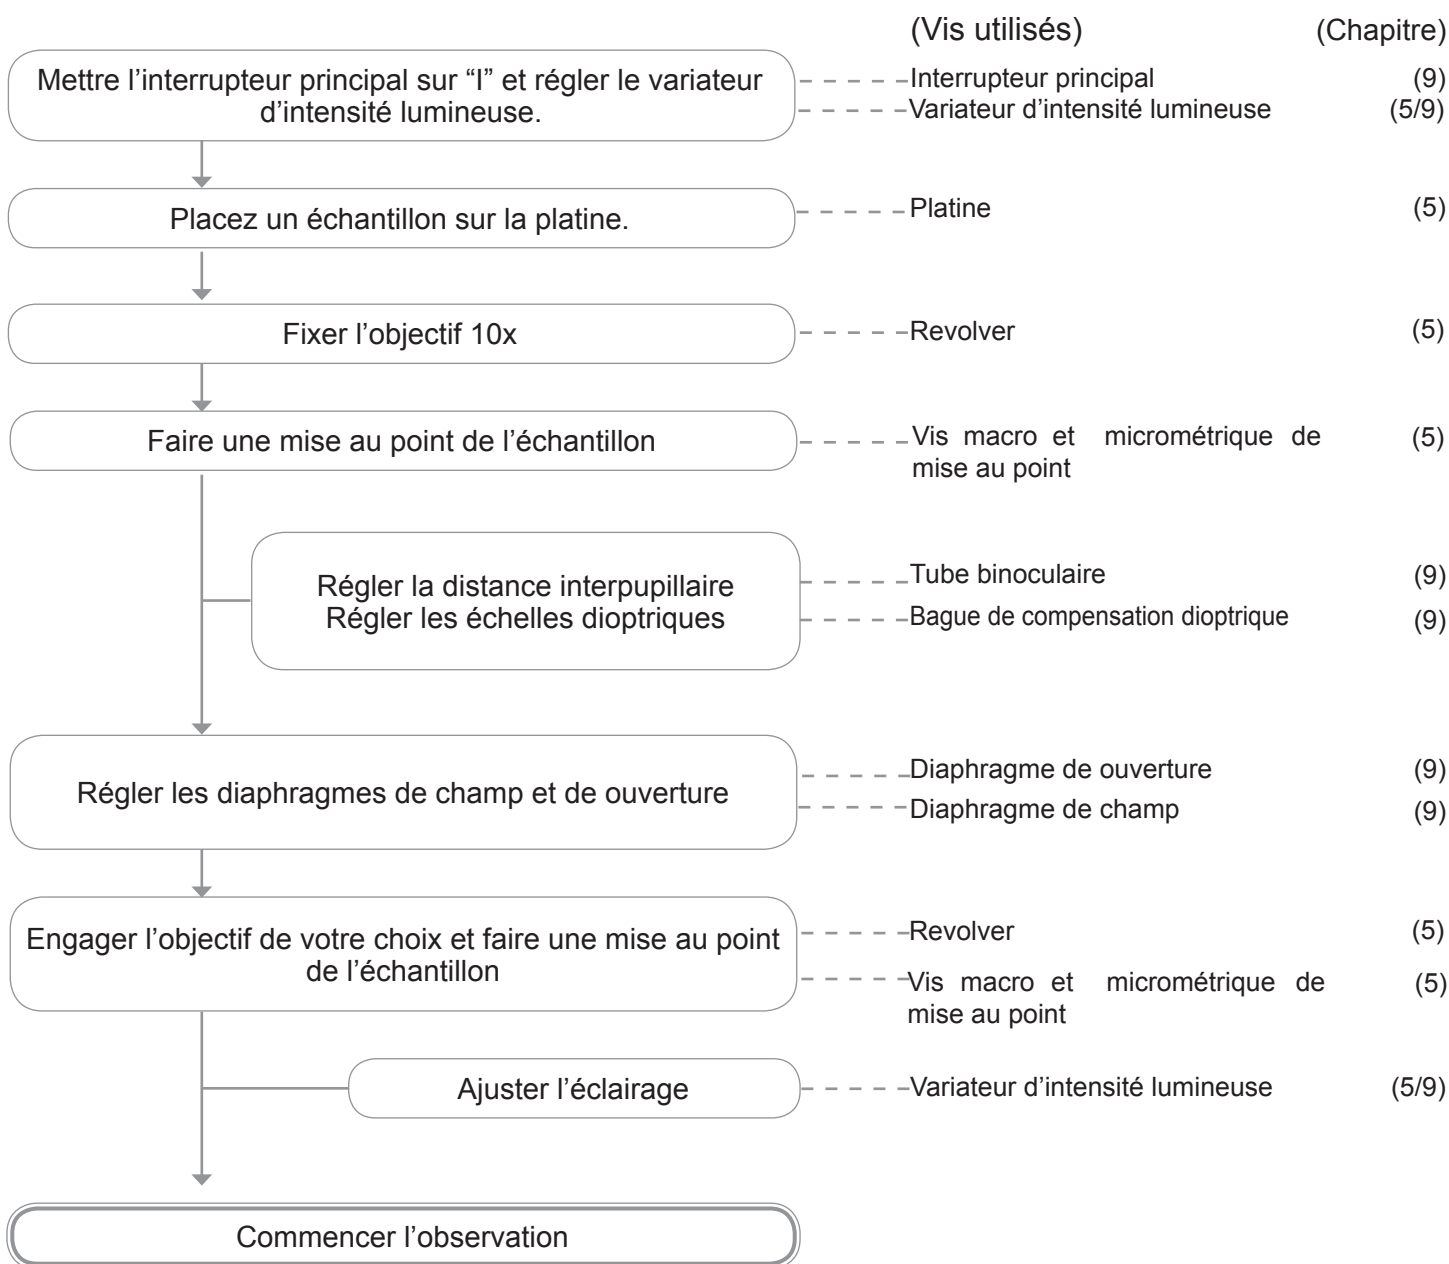 (Vis utilisés) (Chapitre)
Mettre l’interrupteur principal sur “I” et régler le variateur
d’intensité lumineuse.
Interrupteur principal (9)
Variateur d’intensité lumineuse (5/9)
Placez un échantillon sur la platine.
Platine (5)
Fixer l’objectif 10x
Revolver (5)
Faire une mise au point de l’échantillon
Vis macro et micrométrique de (5)
mise au point
Régler la distance interpupillaire
Régler les échelles dioptriques
Tube binoculaire (9)
Bague de compensation dioptrique (9)
Régler les diaphragmes de champ et de ouverture
Diaphragme de ouverture (9)
Diaphragme de champ (9)
Engager l’objectif de votre choix et faire une mise au point
de l’échantillon
Revolver (5)
Vis macro et micrométrique de (5)
mise au point
Ajuster l’éclairage
Variateur d’intensité lumineuse (5/9)
Commencer l’observation